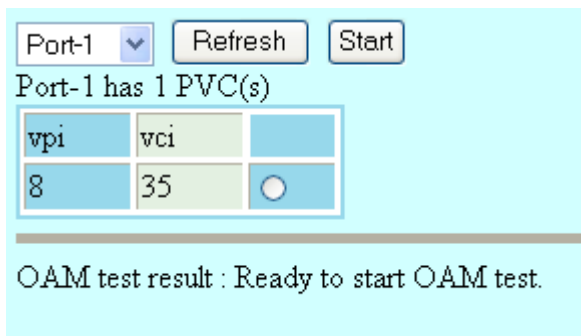 Port-1 Refresh Start
Port-1 has 1 PVC(s)
vpi vci
8 35
OAM test result : Ready to start OAM test.